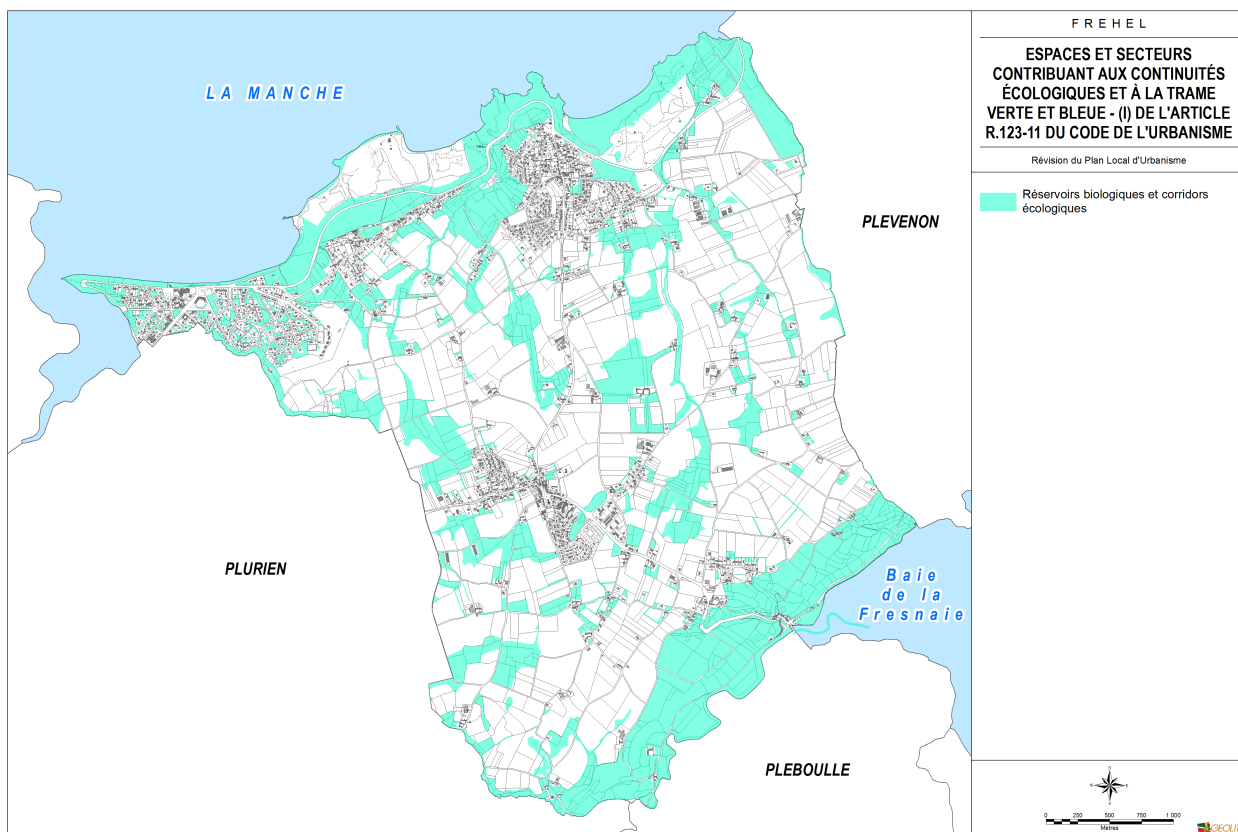 FREHEL
ESPACES ET SECTEURS
CONTRIBUANT AUX CONTINUITÉS
ÉCOLOGIQUES ET À LA TRAME
VERTE ET BLEUE - (I) DE L'ARTICLE
R.123-11 DU CODE DE L'URBANISME
Révision du Plan Local d'Urbanisme
Réservoirs biologiques et corridors
écologiques
LA MANCHE
PLEVENON
PLURIEN
Baie
de la
Fresnaie
PLEBOULLE
N
0 250 500 750 1 000
Mètres